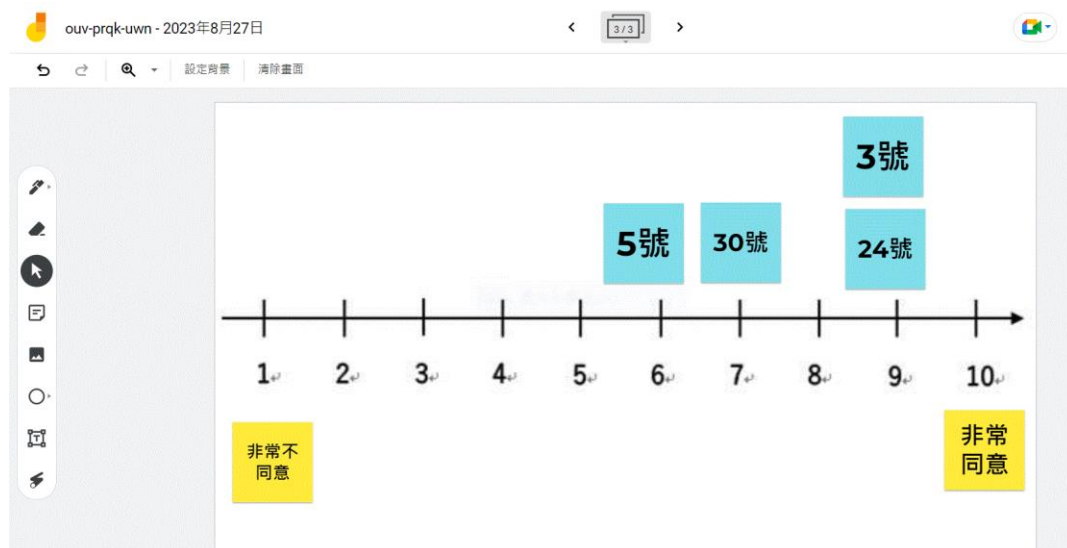 ouv-prqk-uwn - 2023年8月27日
3 / 3
設定背景 清除畫面
3號
5號 30號 24號
1 2 3 4 5 6 7 8 9 10
非常不
同意
非常
同意